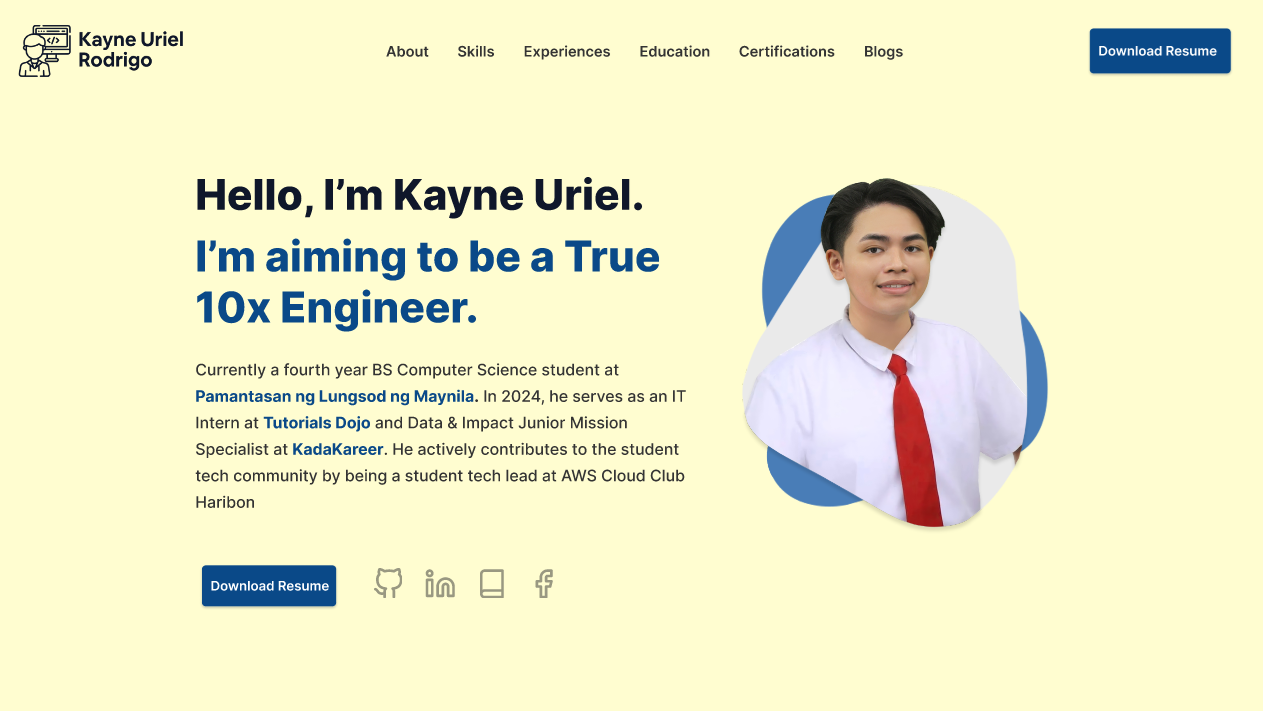 Kayne Uriel
Rodrigo
About Skills Experiences Education Certifications Blogs
Download Resume
Hello, I’m Kayne Uriel.
I’m aiming to be a True
10x Engineer.
Currently a fourth year BS Computer Science student at
Pamantasan ng Lungsod ng Maynila. In 2024, he serves as an IT
Intern at Tutorials Dojo and Data & Impact Junior Mission
Specialist at KadaKareer. He actively contributes to the student
tech community by being a student tech lead at AWS Cloud Club
Haribon
Download Resume